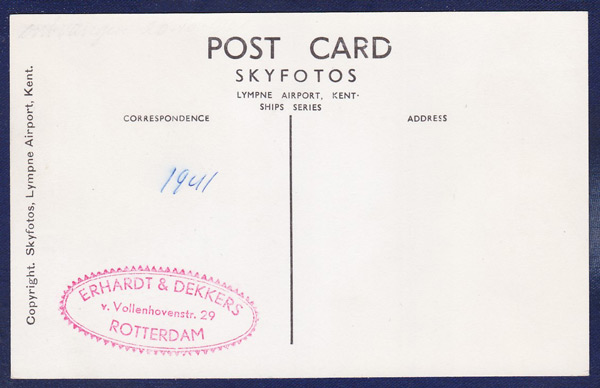 POST CARD
SKYFOTOS
LYMPNE AIRPORT, KENT.
SHIPS SERIES
CORRESPONDENCE
ADDRESS
Copyright. Skyfotos, Lympne Airport, Kent.
1941
ERHARDT & DEKKERS
v. Vollenhovenstr. 29
ROTTERDAM